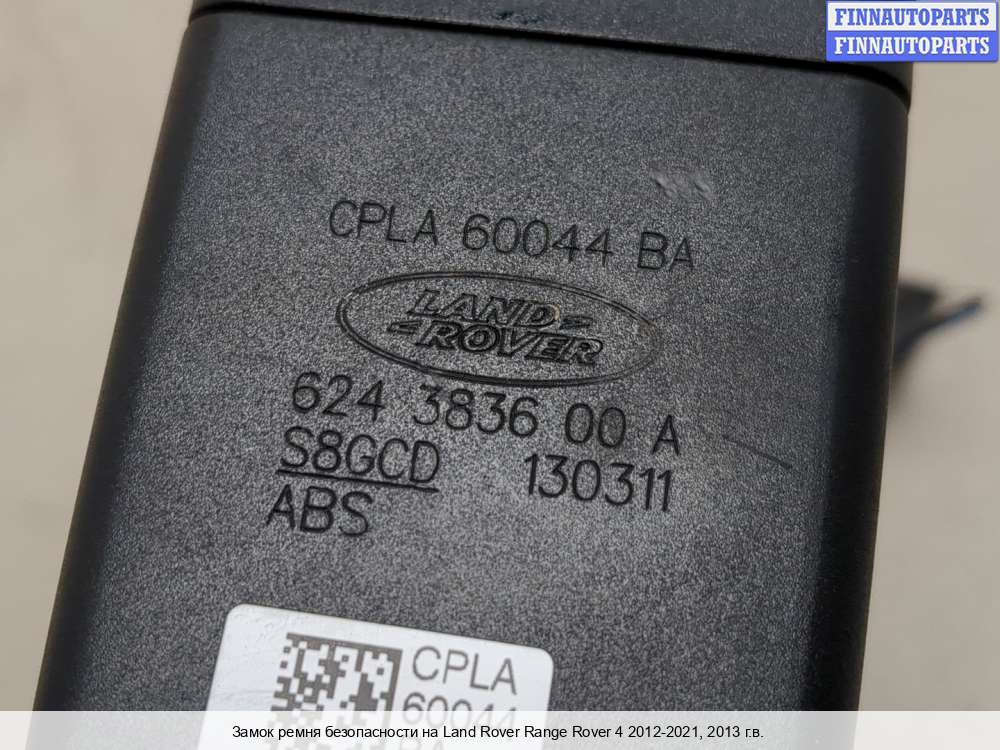 FINNAUTOPARTS
FINNAUTOPARTS
CPLA 60044 BA
LAND
ROVER
624 3836 00 A
S8GCD 130311
ABS
CPLA
60044
BA
Замок ремня безопасности на Land Rover Range Rover 4 2012-2021, 2013 г.в.